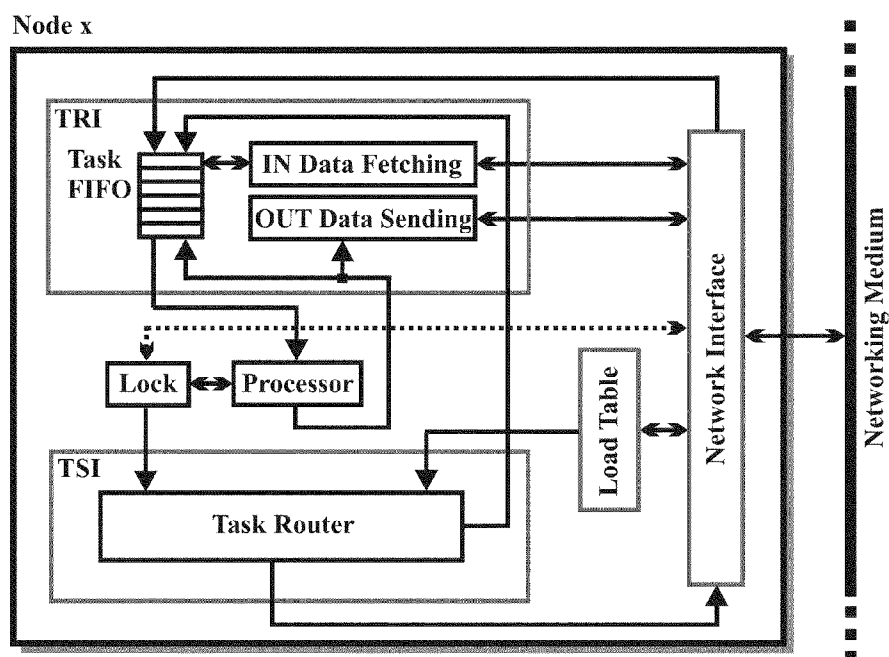 Node x
TRI
Task
FIFO
IN Data Fetching
OUT Data Sending
Lock
Processor
Load Table
Network Interface
Networking Medium
TSI
Task Router